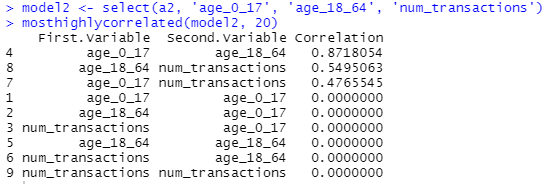 > model2 <- select(a2, 'age_0_17', 'age_18_64', 'num_transactions')
> mosthighlycorrelated(model2, 20)
First.Variable Second.Variable Correlation
4 age_0_17 age_18_64 0.8718054
8 age_18_64 num_transactions 0.5495063
7 age_0_17 num_transactions 0.4765545
1 age_0_17 age_0_17 0.0000000
2 age_18_64 age_0_17 0.0000000
3 num_transactions age_0_17 0.0000000
5 age_18_64 age_18_64 0.0000000
6 num_transactions age_18_64 0.0000000
9 num_transactions num_transactions 0.0000000